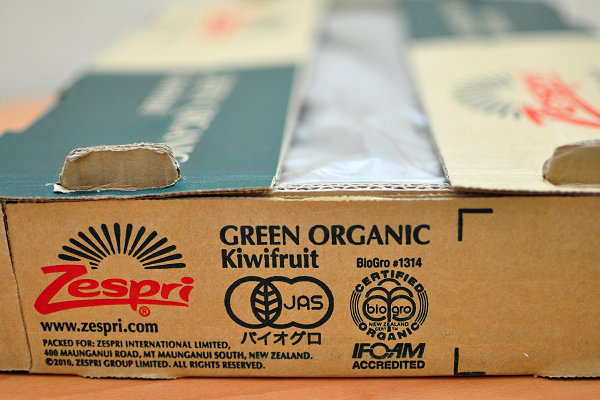 Zespri
Zespri®
www.zespri.com
PACKED FOR: ZESPRI INTERNATIONAL LIMITED,
400 MAUNGANUI ROAD, MT MAUNGANUI SOUTH, NEW ZEALAND.
©2010, ZESPRI GROUP LIMITED. ALL RIGHTS RESERVED.
GREEN ORGANIC
Kiwifruit
JAS
バイオグロ
BioGro #1314
CERTIFIED
biogro
NEW ZEALAND
ORGANIC
IFOAM
ACCREDITED